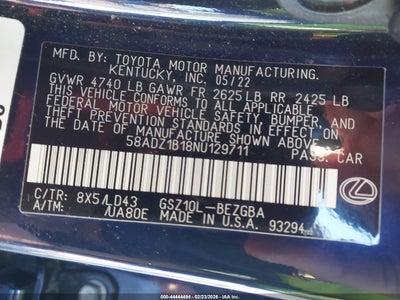 MFD. BY: TOYOTA MOTOR MANUFACTURING.
KENTUCKY, INC. 05/22
GVWR 4740 LB GAWR FR 2625 LB RR 2425 LB
THIS VEHICLE CONFORMS TO ALL APPLICABLE
FEDERAL MOTOR VEHICLE SAFETY, BUMPER, AND
THEFT PREVENTION STANDARDS IN EFFECT ON
THE DATE OF MANUFACTURE SHOWN ABOVE.
58ADZ1B18NU129711
PASS. CAR
C/TR: 8X5/LD43 GSZ10L-BEZGBA
A/TM: /UA80E MADE IN U.S.A. 93294
000-44444494 - 02/23/2026 - IAAI.COM